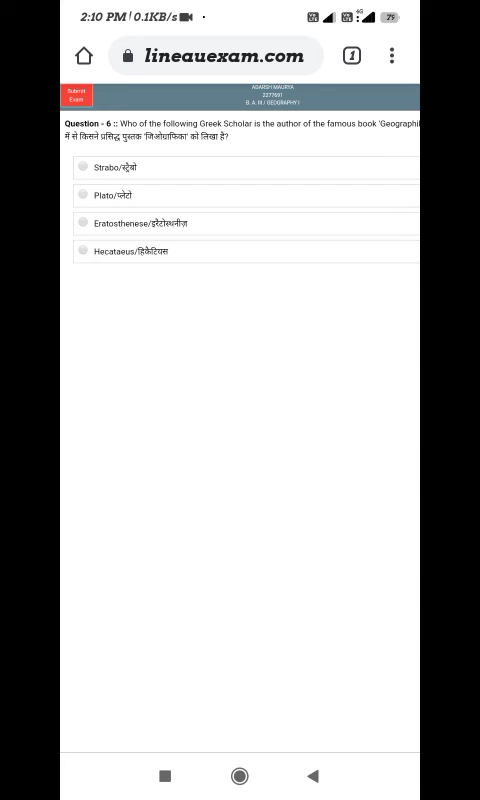 2:10 PM | 0.1KB/s
4G
79
lineauexam.com
1
Submit
Exam
ADARSH MAURYA
2277691
B. A. III / GEOGRAPHY I
Question - 6 :: Who of the following Greek Scholar is the author of the famous book 'Geographi
में से किसने प्रसिद्ध पुस्तक 'जिओग्राफिका' को लिखा है?
Strabo/स्ट्रैबो
Plato/प्लेटो
Eratosthenese/इरैटोस्थनीज़
Hecataeus/हिकैटियस